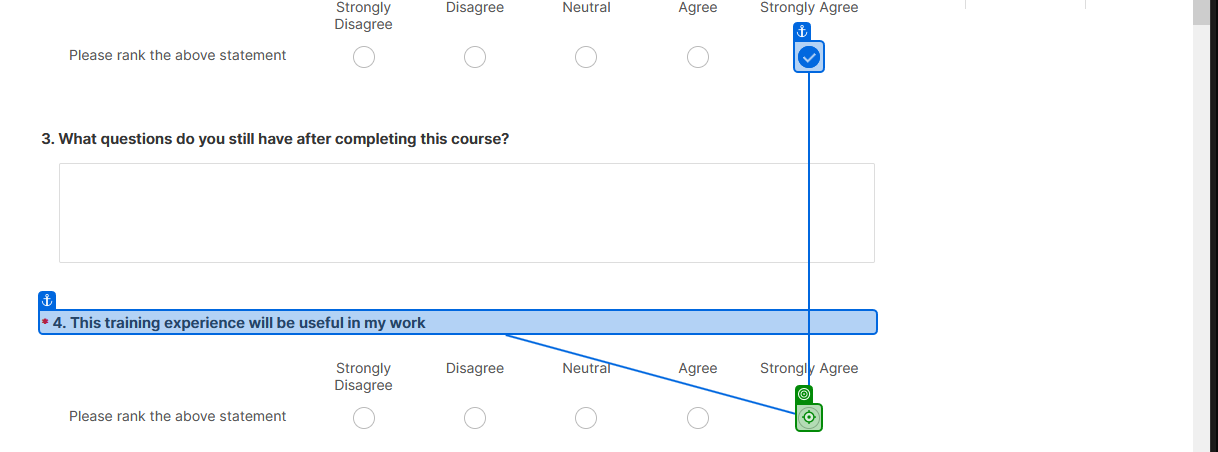 Strongly Disagree Disagree Neutral Agree Strongly Agree
Please rank the above statement
3. What questions do you still have after completing this course?
* 4. This training experience will be useful in my work
Strongly Disagree Disagree Neutral Agree Strongly Agree
Please rank the above statement